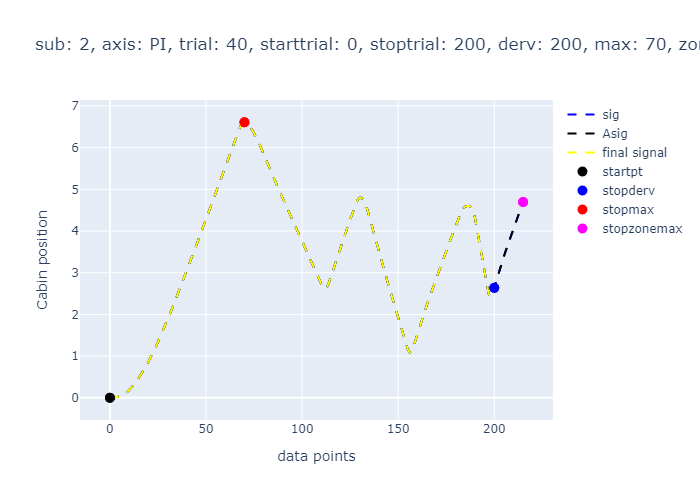 sub: 2, axis: PI, trial: 40, starttrial: 0, stoptrial: 200, derv: 200, max: 70,
7
6
5
4
3
2
1
0
Cabin position
0
50
100
150
200
data points
sig
Asig
final signal
startpt
stopderv
stopmax
stopzonemax